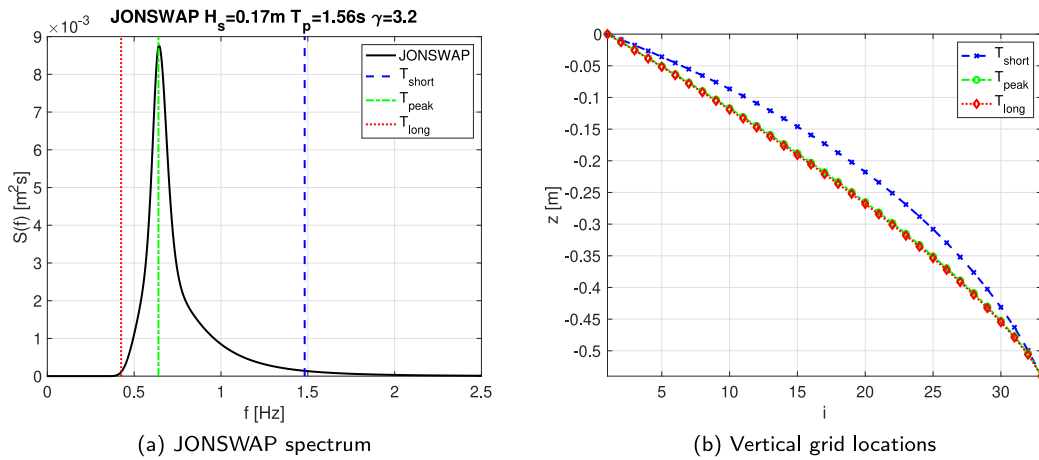 JONSWAP H_s=0.17m T_p=1.56s γ=3.2
×10⁻³
9
8
7
6
5
4
3
2
1
0
S(f) [m²s]
0
0.5
1
1.5
2
2.5
f [Hz]
JONSWAP
T_short
T_peak
T_long
(a) JONSWAP spectrum
0
-0.05
-0.1
-0.15
-0.2
-0.25
-0.3
-0.35
-0.4
-0.45
-0.5
z [m]
5
10
15
20
25
30
i
T_short
T_peak
T_long
(b) Vertical grid locations